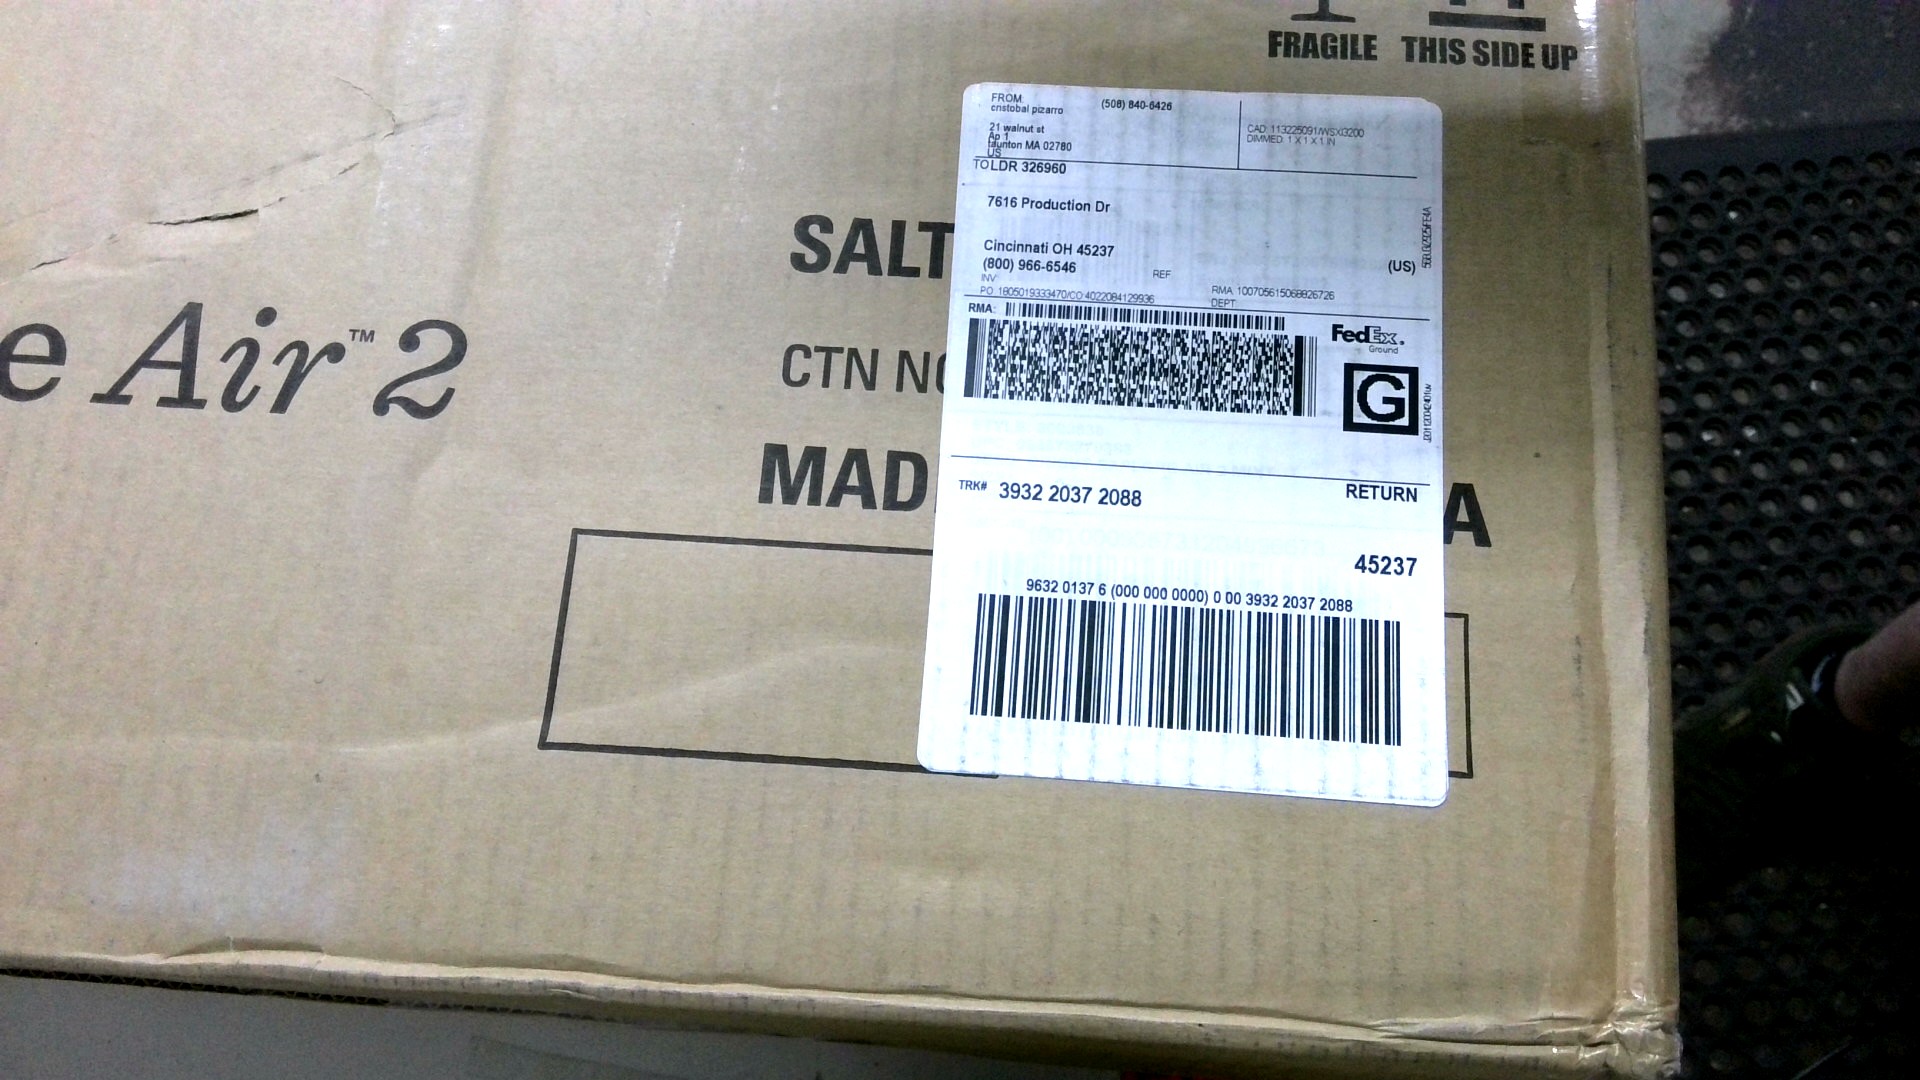 FRAGILE THIS SIDE UP
FROM:
cristobal pizarro
(508) 840-6426
21 walnut st
Ap 1
taunton MA 02780
US
CAD: 113225091/WSXI3200
DIMMED: 1 X 1 X 1 IN
TO LDR 326960
7616 Production Dr
Cincinnati OH 45237
(800) 966-6546
(US)
REF:
INV:
PO: 1805019333470/CO:4022084129936
RMA: 100705615068826726
DEPT:
RMA:
FedEx.
Ground
G
TRK# 3932 2037 2088
RETURN
45237
9632 0137 6 (000 000 0000) 0 00 3932 2037 2088
SALT
e Air™ 2
CTN NO
MAD
A